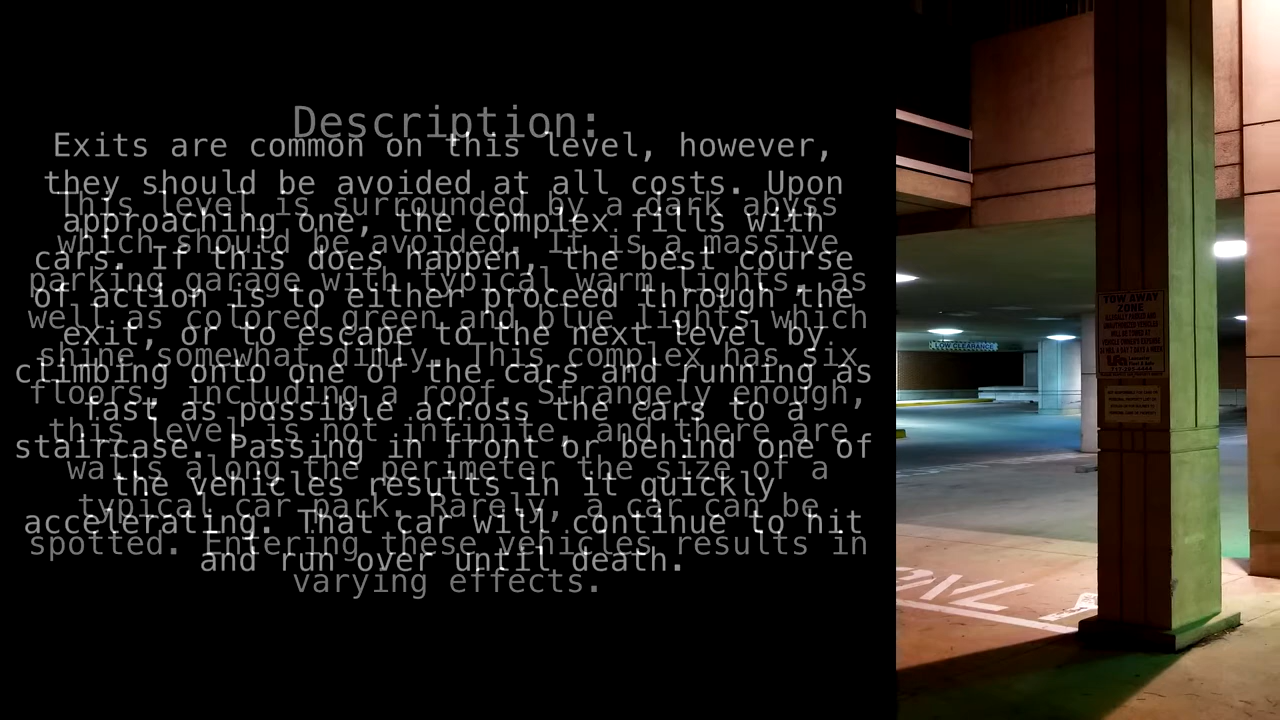 Description:
Exits are common on this level, however,
they should be avoided at all costs. Upon
approaching one, the complex fills with
cars. If this does happen, the best course
of action is to either proceed through the
exit, or to escape to the next level by
climbing onto one of the cars and running as
fast as possible across the cars to a
staircase. Passing in front or behind one of
the vehicles results in it quickly
accelerating. That car will continue to hit
and run over until death.
This level is surrounded by a dark abyss
which should be avoided. It is a massive
parking garage with typical warm lights, as
well as colored green and blue lights which
shine somewhat dimly. This complex has six
floors, including a roof. Strangely enough,
this level is not infinite, and there are
walls along the perimeter the size of a
typical car park. Rarely, a car can be
spotted. Entering these vehicles results in
varying effects.
LOW CLEARANCE
TOW AWAY
ZONE